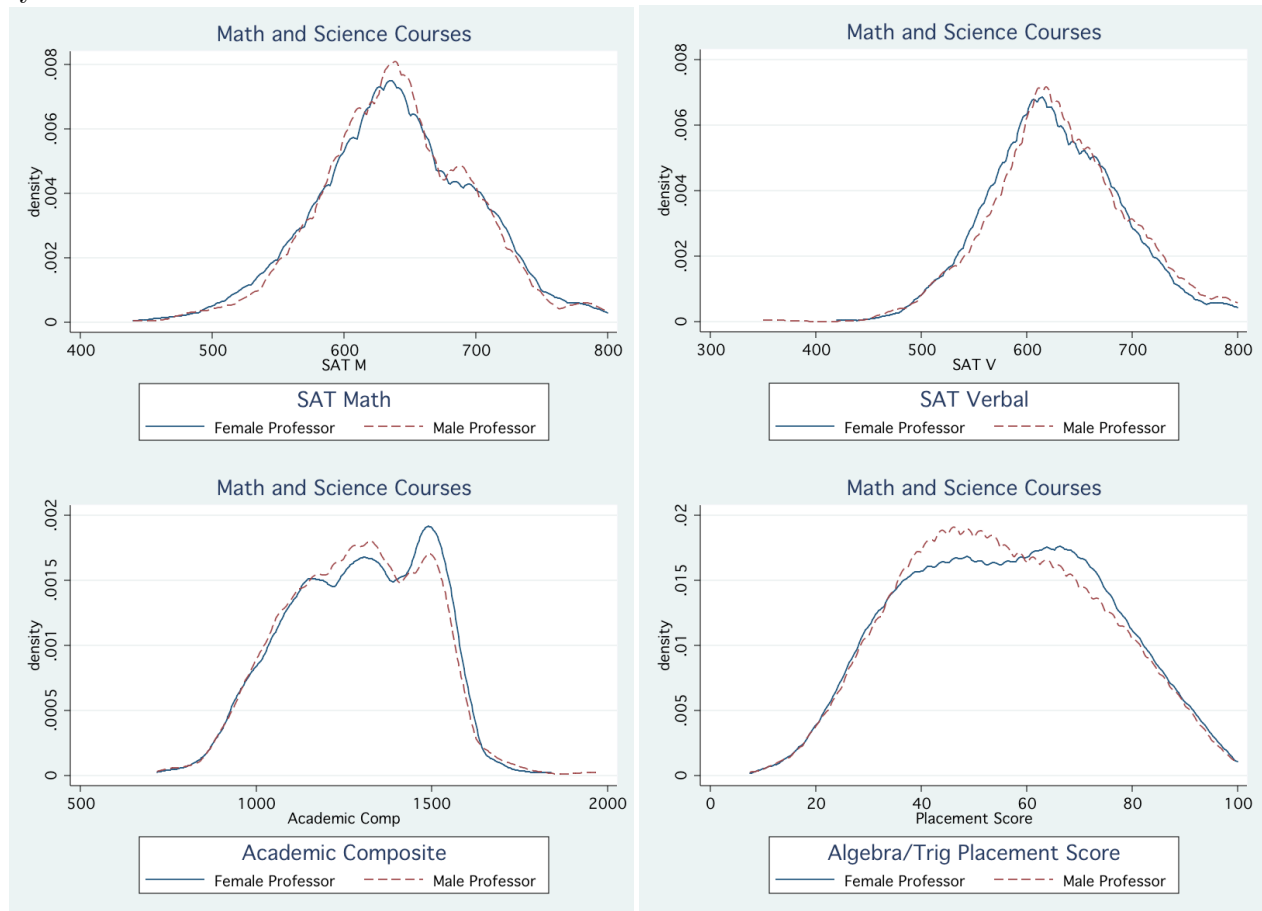 Math and Science Courses
.008
.006
.004
.002
0
density
400 500 600 700 800
SAT M
SAT Math
Female Professor Male Professor
Math and Science Courses
.008
.006
.004
.002
0
density
300 400 500 600 700 800
SAT V
SAT Verbal
Female Professor Male Professor
Math and Science Courses
.002
.0015
.0001
.0005
0
density
500 1000 1500 2000
Academic Comp
Academic Composite
Female Professor Male Professor
Math and Science Courses
.02
.015
.01
.005
0
density
0 20 40 60 80 100
Placement Score
Algebra/Trig Placement Score
Female Professor Male Professor